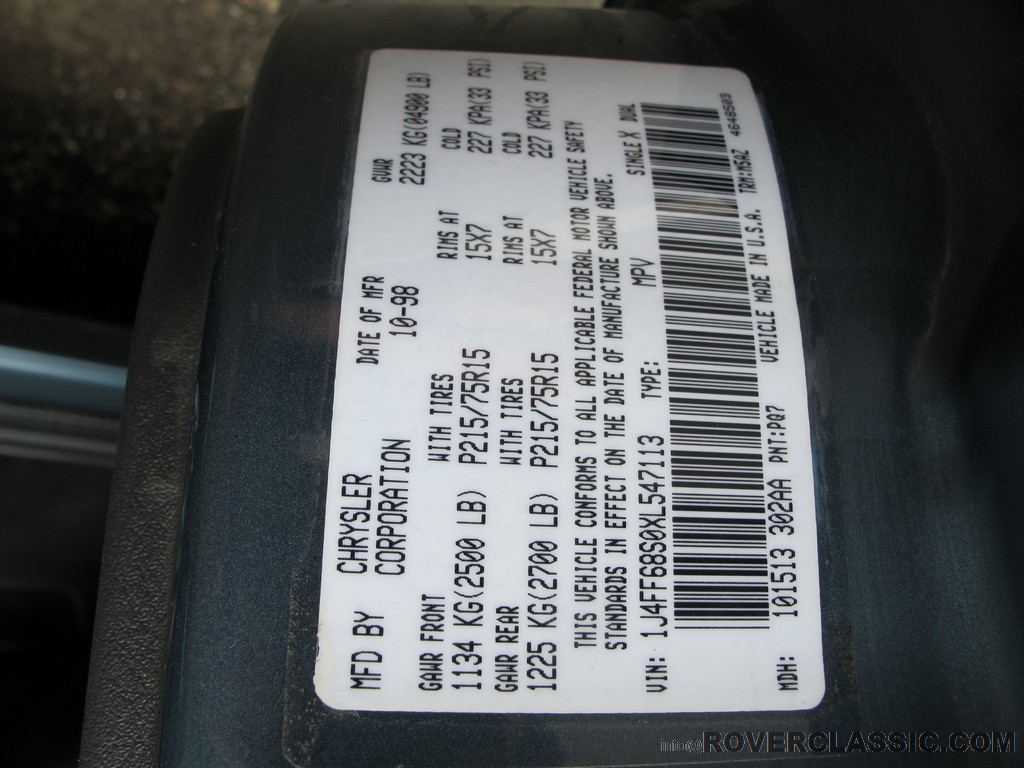 MFD BY CHRYSLER CORPORATION
DATE OF MFR 10-98
GVWR 2223 KG(04900 LB)
GAWR FRONT WITH TIRES RIMS AT COLD
1134 KG(2500 LB) P215/75R15 15X7 227 KPA(33 PSI)
GAWR REAR WITH TIRES RIMS AT COLD
1225 KG(2700 LB) P215/75R15 15X7 227 KPA(33 PSI)
THIS VEHICLE CONFORMS TO ALL APPLICABLE FEDERAL MOTOR VEHICLE SAFETY
STANDARDS IN EFFECT ON THE DATE OF MANUFACTURE SHOWN ABOVE.
VIN: 1J4FF68S0XL547113 TYPE: MPV SINGLE X DUAL
4648503
MDH: 101513 302AA PNT:PQ7 VEHICLE MADE IN U.S.A. TRM:M5AZ
info@ROVERCLASSIC.COM